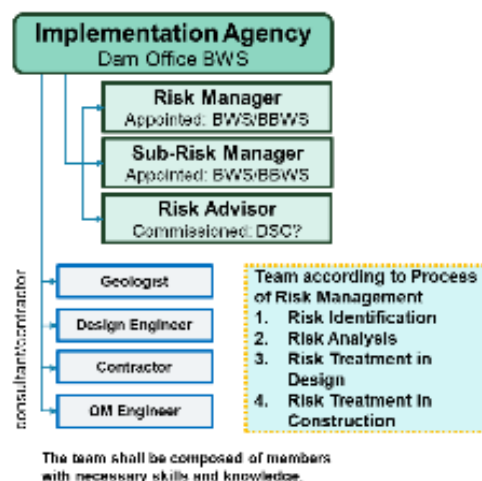 Implementation Agency
Dam Office BWS
Risk Manager
Appointed: BWS/BBWS
Sub-Risk Manager
Appointed: BWS/BBWS
Risk Advisor
Commissioned: DSC?
consultant/contractor
Geologist
Design Engineer
Contractor
OM Engineer
Team according to Process
of Risk Management
1. Risk Identification
2. Risk Analysis
3. Risk Treatment in
Design
4. Risk Treatment in
Construction
The team shall be composed of members
with necessary skills and knowledge.